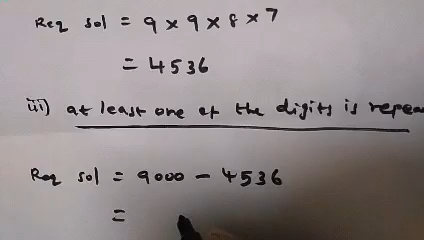 Req sol = 9 x 9 x 8 x 7
= 4536
iii) at least one of the digits is repea
Req sol = 9000 - 4536
=